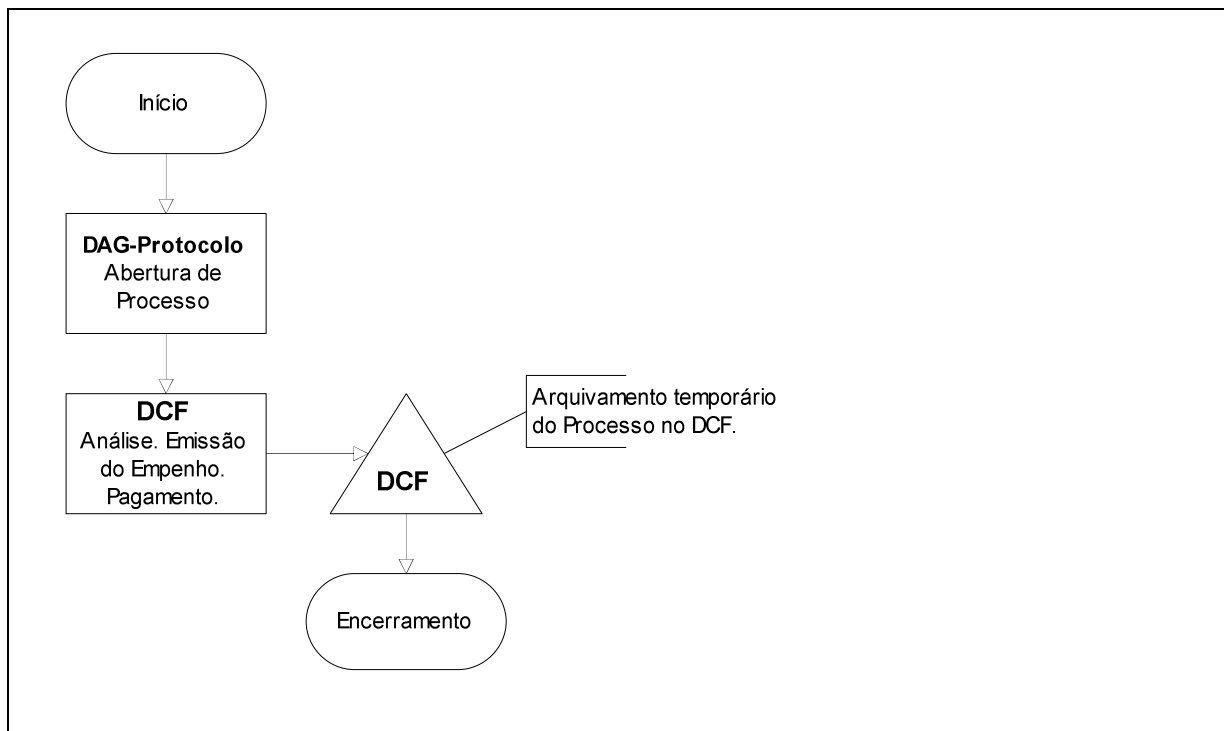 Início
DAG-Protocolo
Abertura de
Processo
DCF
Análise. Emissão
do Empenho.
Pagamento.
DCF
Arquivamento temporário
do Processo no DCF.
Encerramento